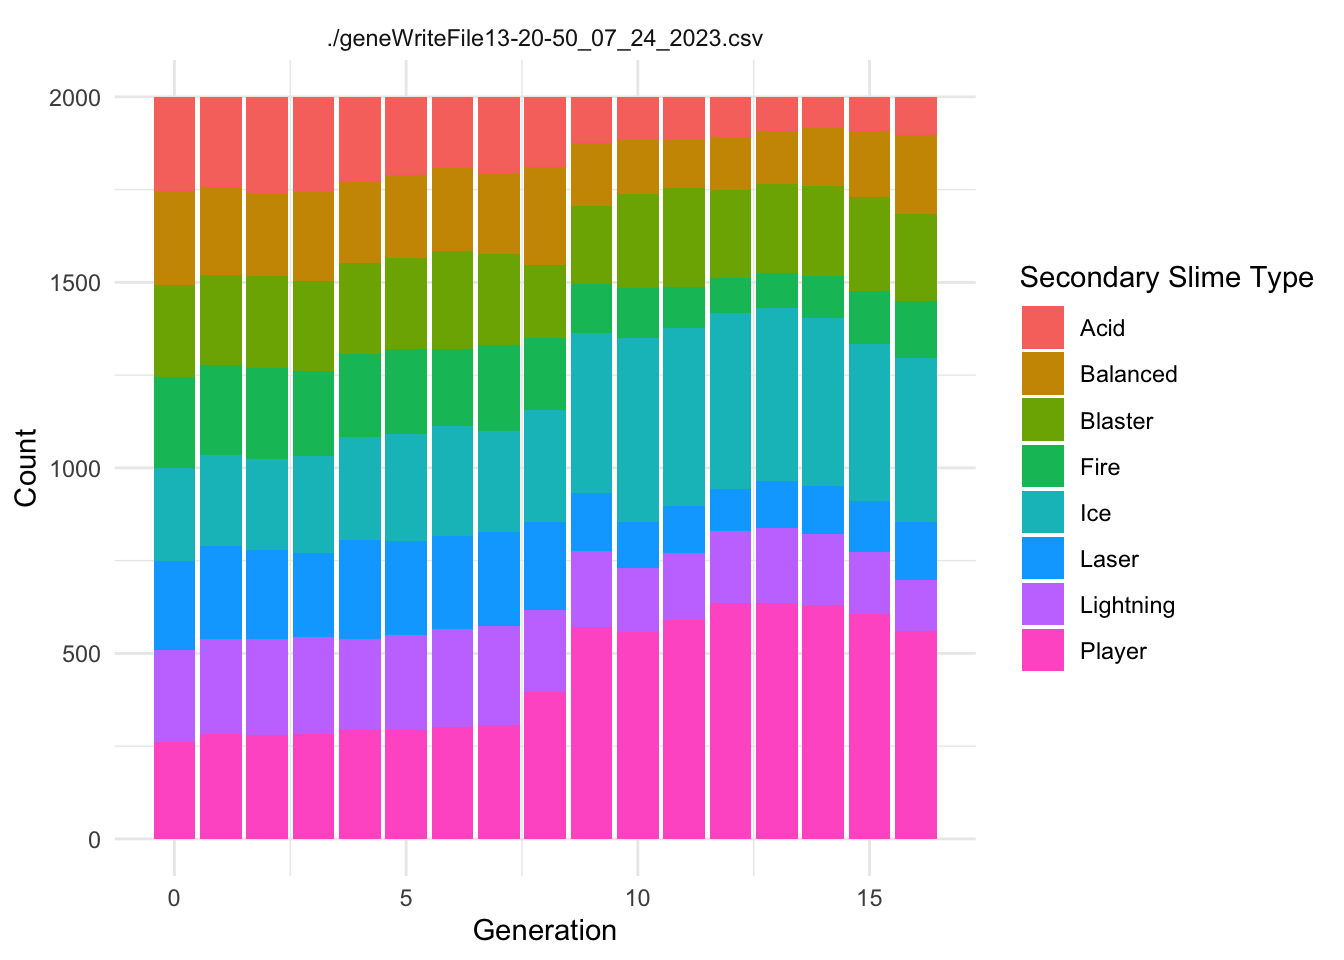 ./geneWriteFile13-20-50_07_24_2023.csv
2000
1500
1000
500
0
Count
0 5 10 15
Generation
Secondary Slime Type
Acid
Balanced
Blaster
Fire
Ice
Laser
Lightning
Player